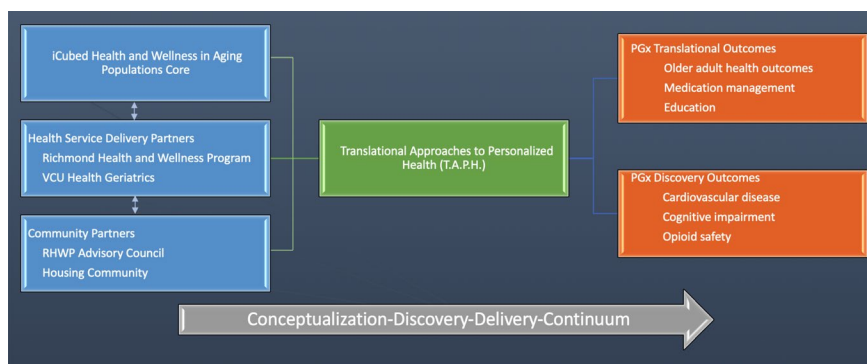 iCubed Health and Wellness in Aging
Populations Core
Health Service Delivery Partners
Richmond Health and Wellness Program
VCU Health Geriatrics
Community Partners
RHWP Advisory Council
Housing Community
Translational Approaches to Personalized
Health (T.A.P.H.)
PGx Translational Outcomes
Older adult health outcomes
Medication management
Education
PGx Discovery Outcomes
Cardiovascular disease
Cognitive impairment
Opioid safety
Conceptualization-Discovery-Delivery-Continuum